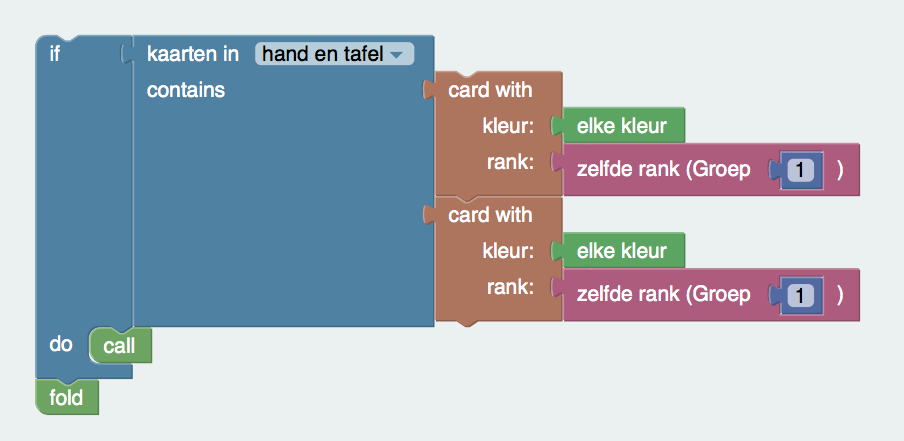 if kaarten in hand en tafel
contains card with
kleur: elke kleur
rank: zelfde rank (Groep 1 )
card with
kleur: elke kleur
rank: zelfde rank (Groep 1 )
do call
fold